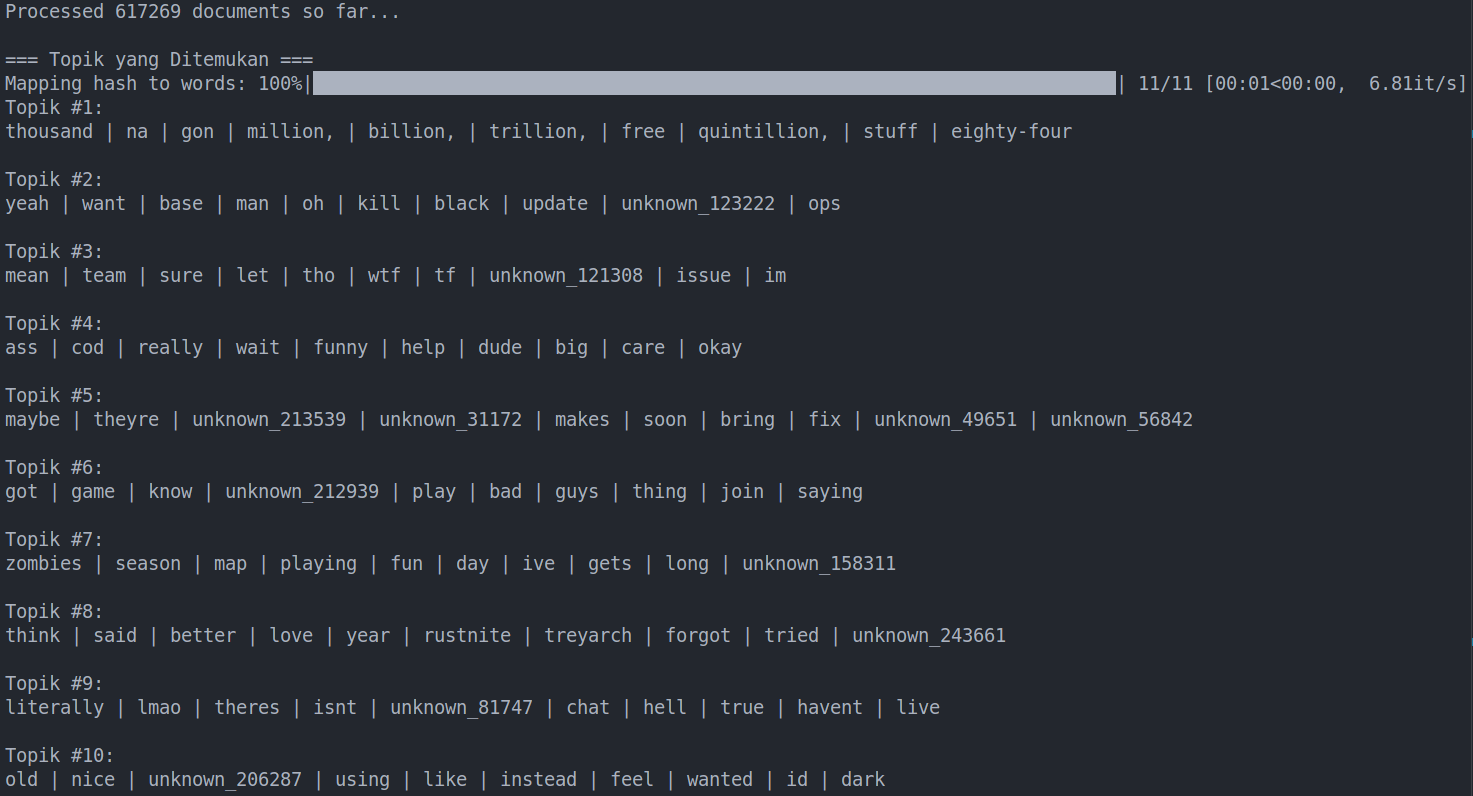 Processed 617269 documents so far...
=== Topik yang Ditemukan ===
Mapping hash to words: 100%|██████████| 11/11 [00:01<00:00,  6.81it/s]
Topik #1:
thousand | na | gon | million, | billion, | trillion, | free | quintillion, | stuff | eighty-four
Topik #2:
yeah | want | base | man | oh | kill | black | update | unknown_123222 | ops
Topik #3:
mean | team | sure | let | tho | wtf | tf | unknown_121308 | issue | im
Topik #4:
ass | cod | really | wait | funny | help | dude | big | care | okay
Topik #5:
maybe | theyre | unknown_213539 | unknown_31172 | makes | soon | bring | fix | unknown_49651 | unknown_56842
Topik #6:
got | game | know | unknown_212939 | play | bad | guys | thing | join | saying
Topik #7:
zombies | season | map | playing | fun | day | ive | gets | long | unknown_158311
Topik #8:
think | said | better | love | year | rustnite | treyarch | forgot | tried | unknown_243661
Topik #9:
literally | lmao | theres | isnt | unknown_81747 | chat | hell | true | havent | live
Topik #10:
old | nice | unknown_206287 | using | like | instead | feel | wanted | id | dark